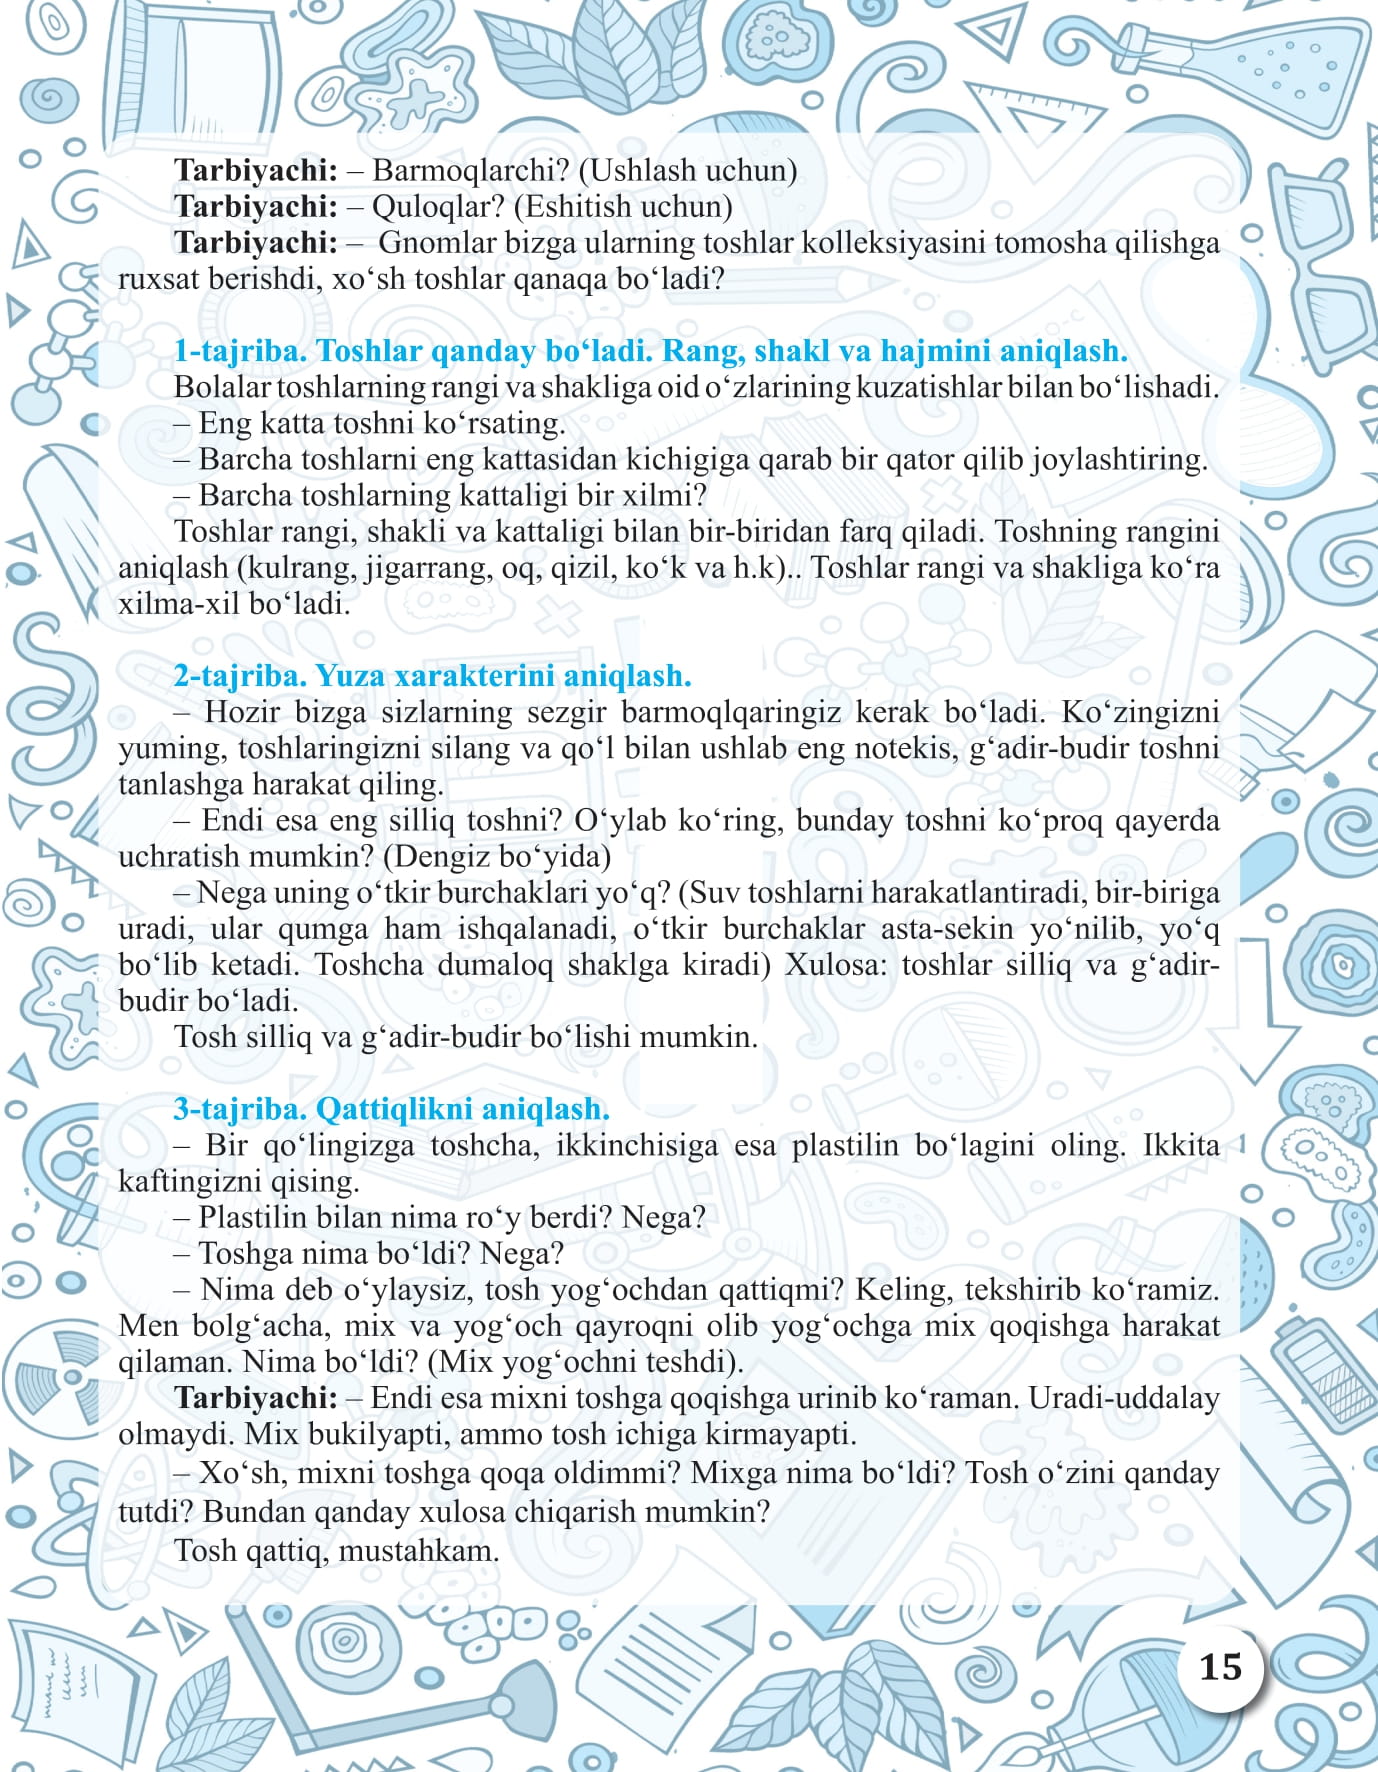 Tarbiyachi: – Barmoqlarchi? (Ushlash uchun)
Tarbiyachi: – Quloqlar? (Eshitish uchun)
Tarbiyachi: – Gnomlar bizga ularning toshlar kolleksiyasini tomosha qilishga
ruxsat berishdi, xo‘sh toshlar qanaqa bo‘ladi?
1-tajriba. Toshlar qanday bo‘ladi. Rang, shakl va hajmini aniqlash.
Bolalar toshlarning rangi va shakliga oid o‘zlarining kuzatishlar bilan bo‘lishadi.
– Eng katta toshni ko‘rsating.
– Barcha toshlarni eng kattasidan kichigiga qarab bir qator qilib joylashtiring.
– Barcha toshlarning kattaligi bir xilmi?
Toshlar rangi, shakli va kattaligi bilan bir-biridan farq qiladi. Toshning rangini
aniqlash (kulrang, jigarrang, oq, qizil, ko‘k va h.k).. Toshlar rangi va shakliga ko‘ra
xilma-xil bo‘ladi.
2-tajriba. Yuza xarakterini aniqlash.
– Hozir bizga sizlarning sezgir barmoqlqaringiz kerak bo‘ladi. Ko‘zingizni
yuming, toshlaringizni silang va qo‘l bilan ushlab eng notekis, g‘adir-budir toshni
tanlashga harakat qiling.
– Endi esa eng silliq toshni? O‘ylab ko‘ring, bunday toshni ko‘proq qayerda
uchratish mumkin? (Dengiz bo‘yida)
– Nega uning o‘tkir burchaklari yo‘q? (Suv toshlarni harakatlantiradi, bir-biriga
uradi, ular qumga ham ishqalanadi, o‘tkir burchaklar asta-sekin yo‘nilib, yo‘q
bo‘lib ketadi. Toshcha dumaloq shaklga kiradi) Xulosa: toshlar silliq va g‘adir-
budir bo‘ladi.
Tosh silliq va g‘adir-budir bo‘lishi mumkin.
3-tajriba. Qattiqlikni aniqlash.
– Bir qo‘lingizga toshcha, ikkinchisiga esa plastilin bo‘lagini oling. Ikkita
kaftingizni qising.
– Plastilin bilan nima ro‘y berdi? Nega?
– Toshga nima bo‘ldi? Nega?
– Nima deb o‘ylaysiz, tosh yog‘ochdan qattiqmi? Keling, tekshirib ko‘ramiz.
Men bolg‘acha, mix va yog‘och qayroqni olib yog‘ochga mix qoqishga harakat
qilaman. Nima bo‘ldi? (Mix yog‘ochni teshdi).
Tarbiyachi: – Endi esa mixni toshga qoqishga urinib ko‘raman. Uradi-uddalay
olmaydi. Mix bukilyapti, ammo tosh ichiga kirmayapti.
– Xo‘sh, mixni toshga qoqa oldimmi? Mixga nima bo‘ldi? Tosh o‘zini qanday
tutdi? Bundan qanday xulosa chiqarish mumkin?
Tosh qattiq, mustahkam.
15